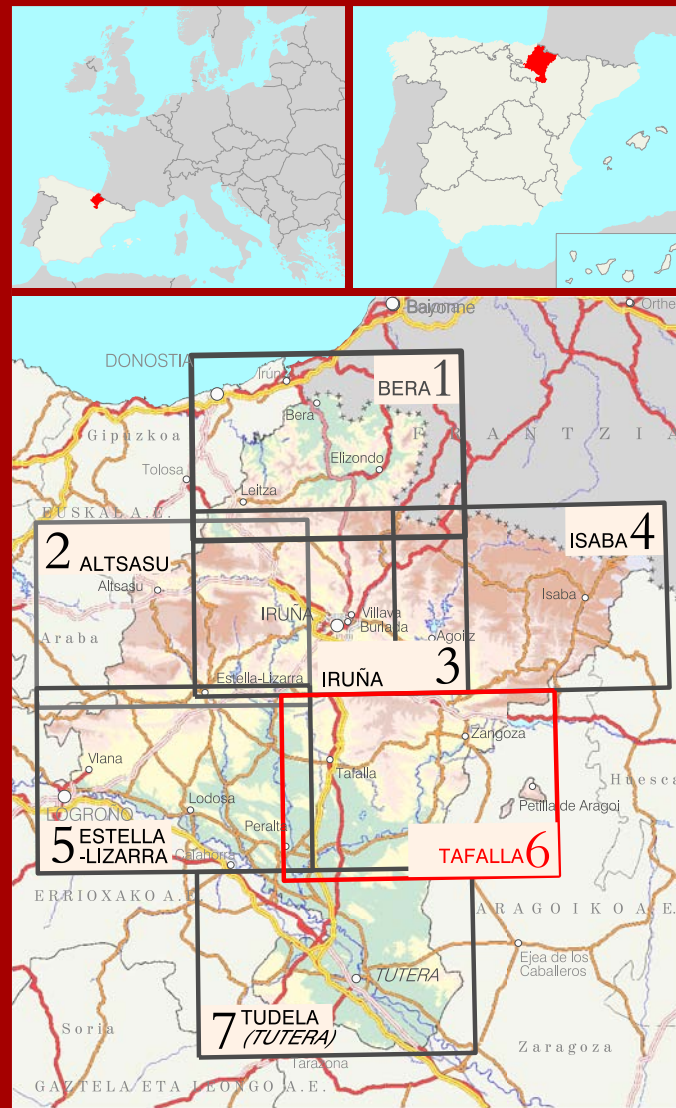 Bayonne
Orthe
DONOSTIA
Irún
BERA 1
Bera
Gipuzkoa
FRANTZIA
Elizondo
Tolosa
Leitza
EUSKAL A.E.
2 ALTSASU
ISABA 4
Altsasu
Isaba
IRUÑA
Villava
Burlada
Araba
Agoitz
IRUÑA 3
Estella-Lizarra
Zangoza
Viana
Tafalla
Huesca
Petilla de Aragoi
LOGROÑO
Lodosa
5 ESTELLA
-LIZARRA
Peralta
Calahorra
TAFALLA 6
ERRIOXAKO A.E.
ARAGOIKO A.E.
Ejea de los
Caballeros
TUTERA
7 TUDELA
(TUTERA)
Soria
Zaragoza
Tarazona
GAZTELA ETA LEONGO A.E.